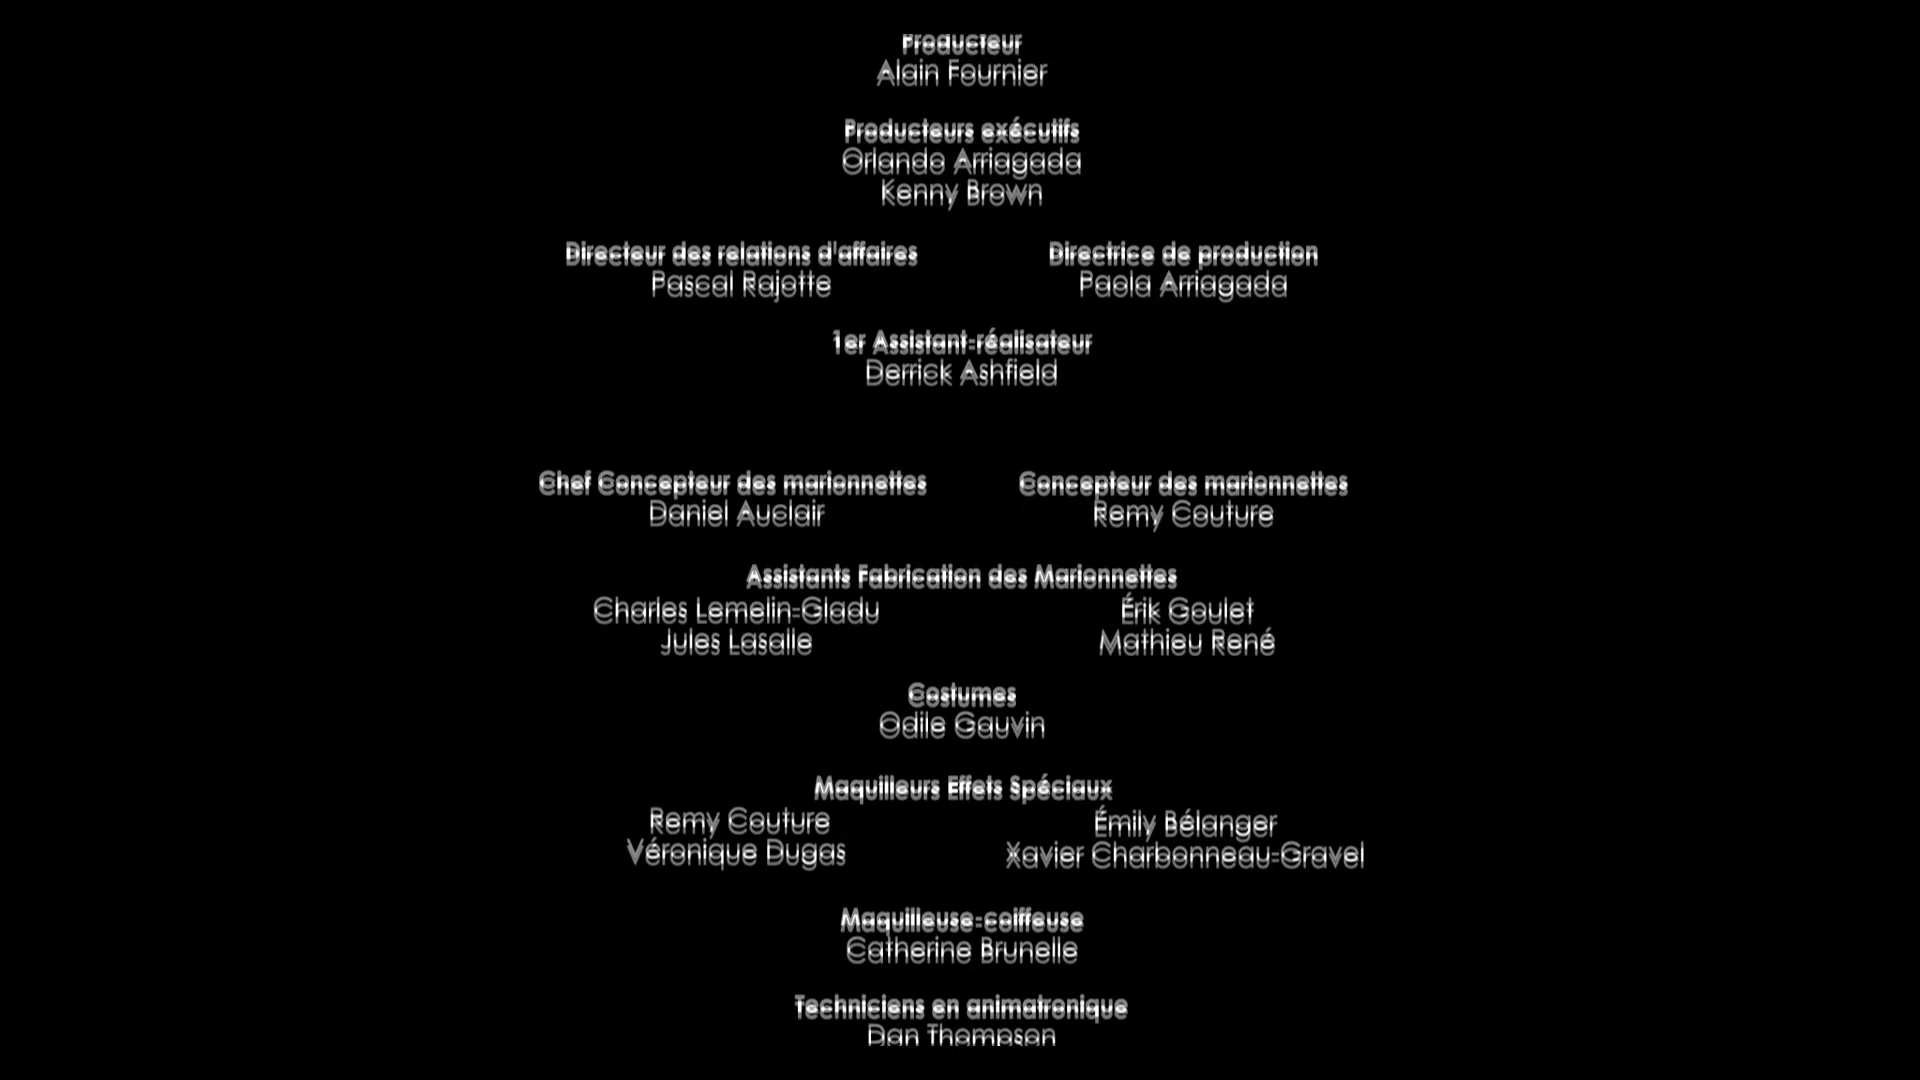 Producteur
Alain Fournier
Producteurs exécutifs
Orlando Arriagada
Kenny Brown
Directeur des relations d'affaires
Pascal Rajotte
Directrice de production
Paola Arriagada
1er Assistant-réalisateur
Derrick Ashfield
Chef Concepteur des marionnettes
Daniel Auclair
Concepteur des marionnettes
Remy Couture
Assistants Fabrication des Marionnettes
Charles Lemelin-Gladu
Érik Goulet
Jules Lasalle
Mathieu René
Costumes
Odile Gauvin
Maquilleurs Effets Spéciaux
Remy Couture
Émily Bélanger
Véronique Dugas
Xavier Charbonneau-Gravel
Maquilleuse-coiffeuse
Catherine Brunelle
Techniciens en animatronique
Dan Thompson